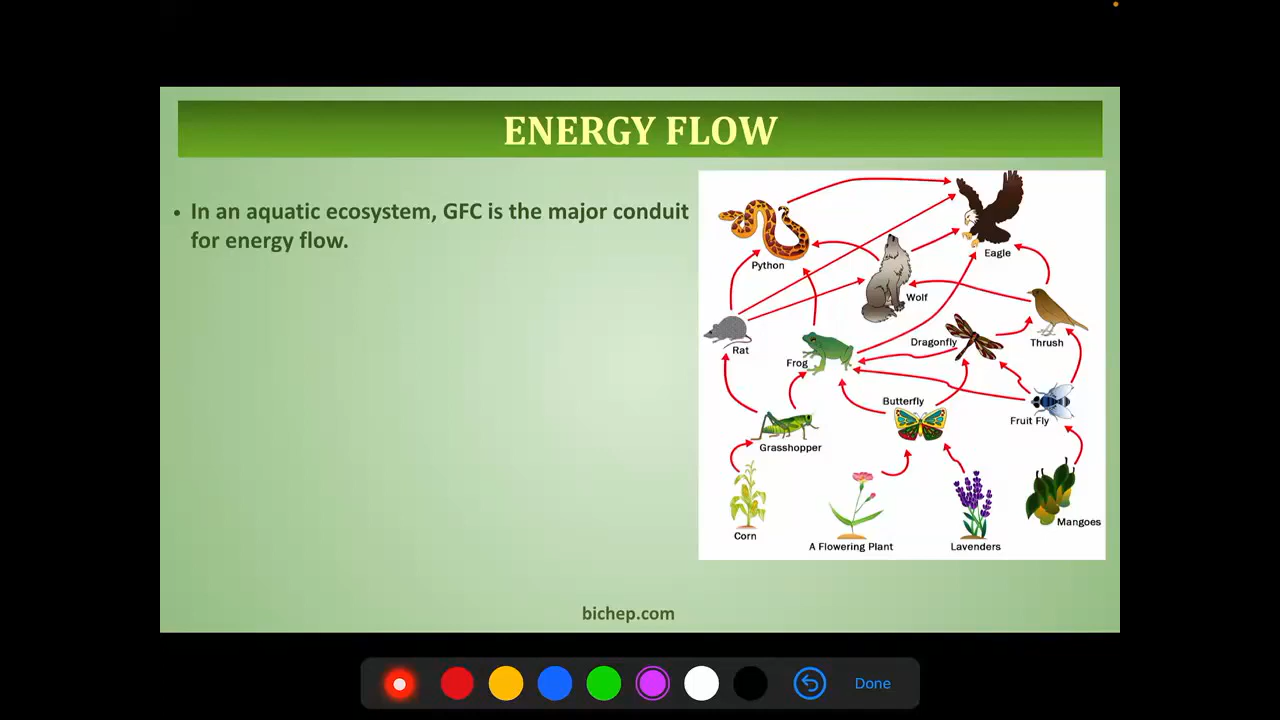 ENERGY FLOW
• In an aquatic ecosystem, GFC is the major conduit
for energy flow.
Python
Eagle
Wolf
Rat
Frog
Dragonfly
Thrush
Butterfly
Fruit Fly
Grasshopper
Corn
A Flowering Plant
Lavenders
Mangoes
bichep.com
Done